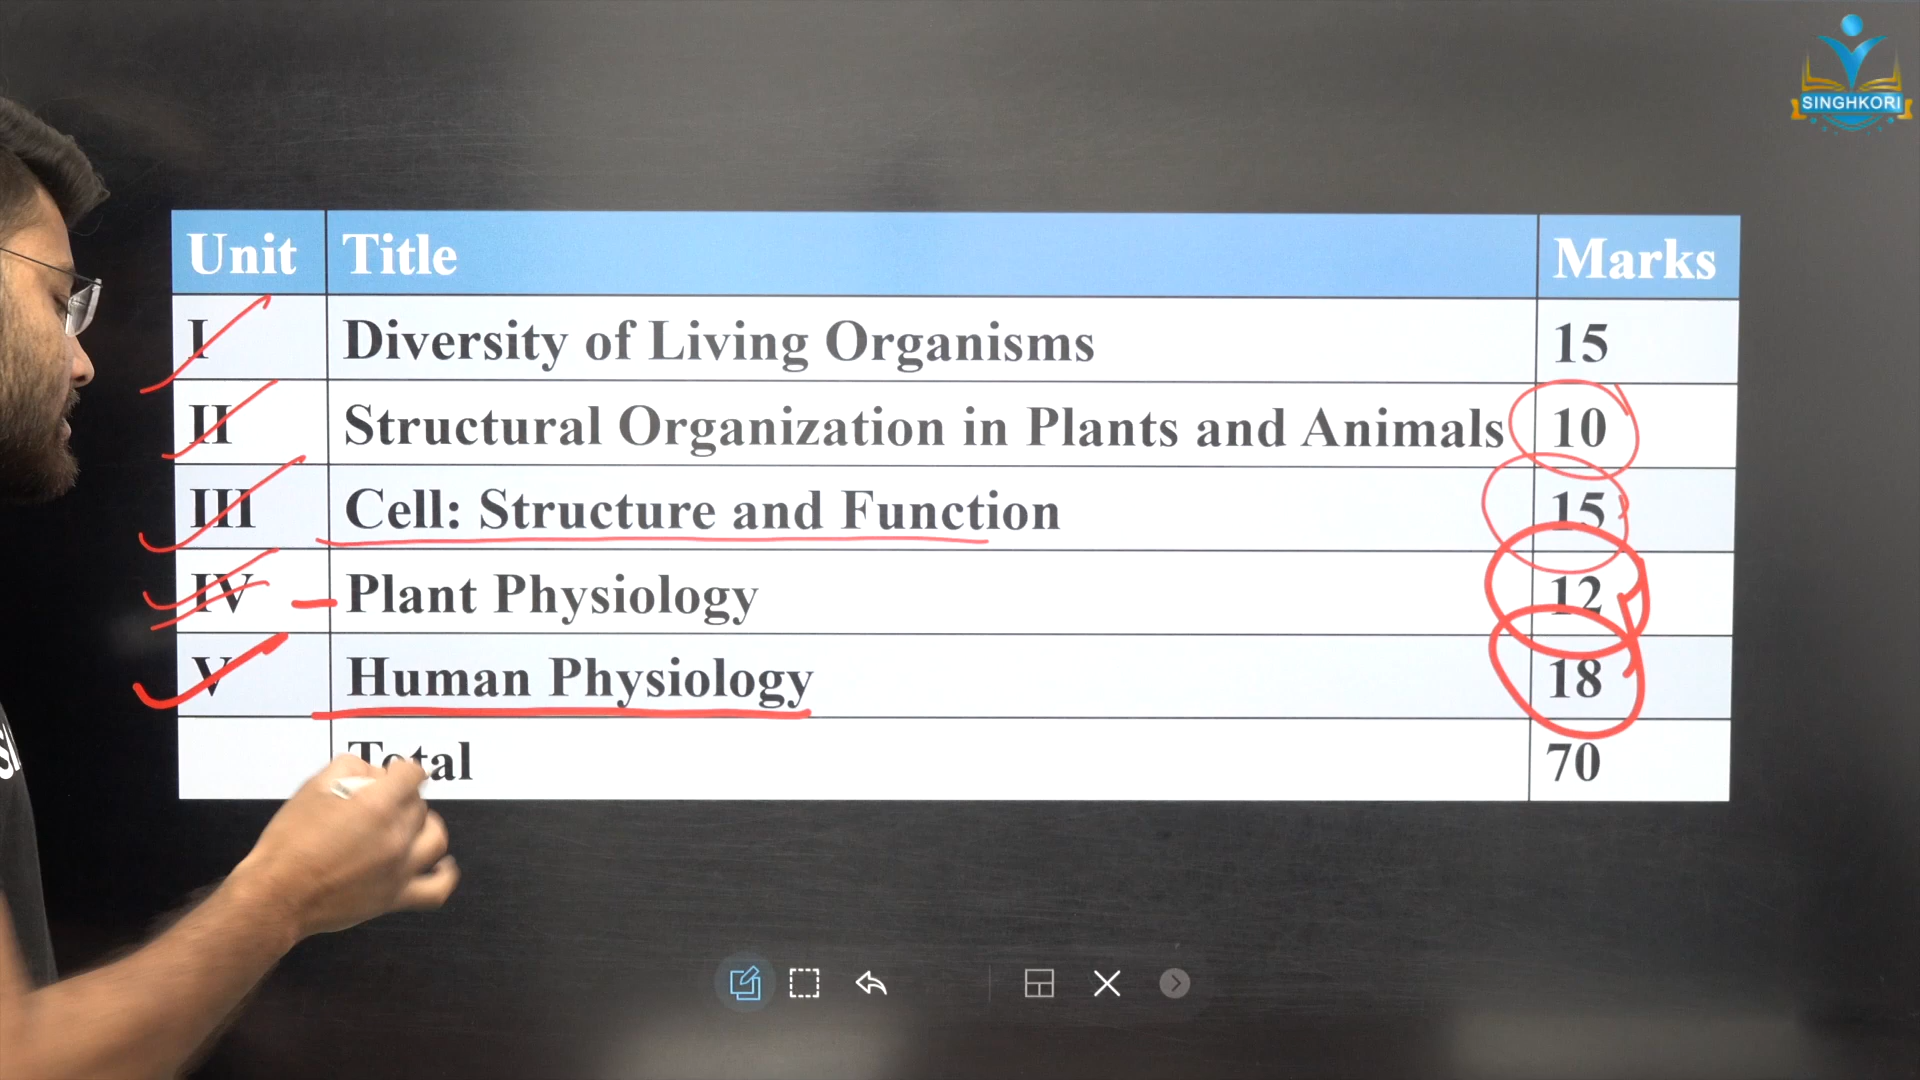 SINGHKORI
Unit Title Marks
I Diversity of Living Organisms 15
II Structural Organization in Plants and Animals 10
III Cell: Structure and Function 15
IV Plant Physiology 12
V Human Physiology 18
Total 70